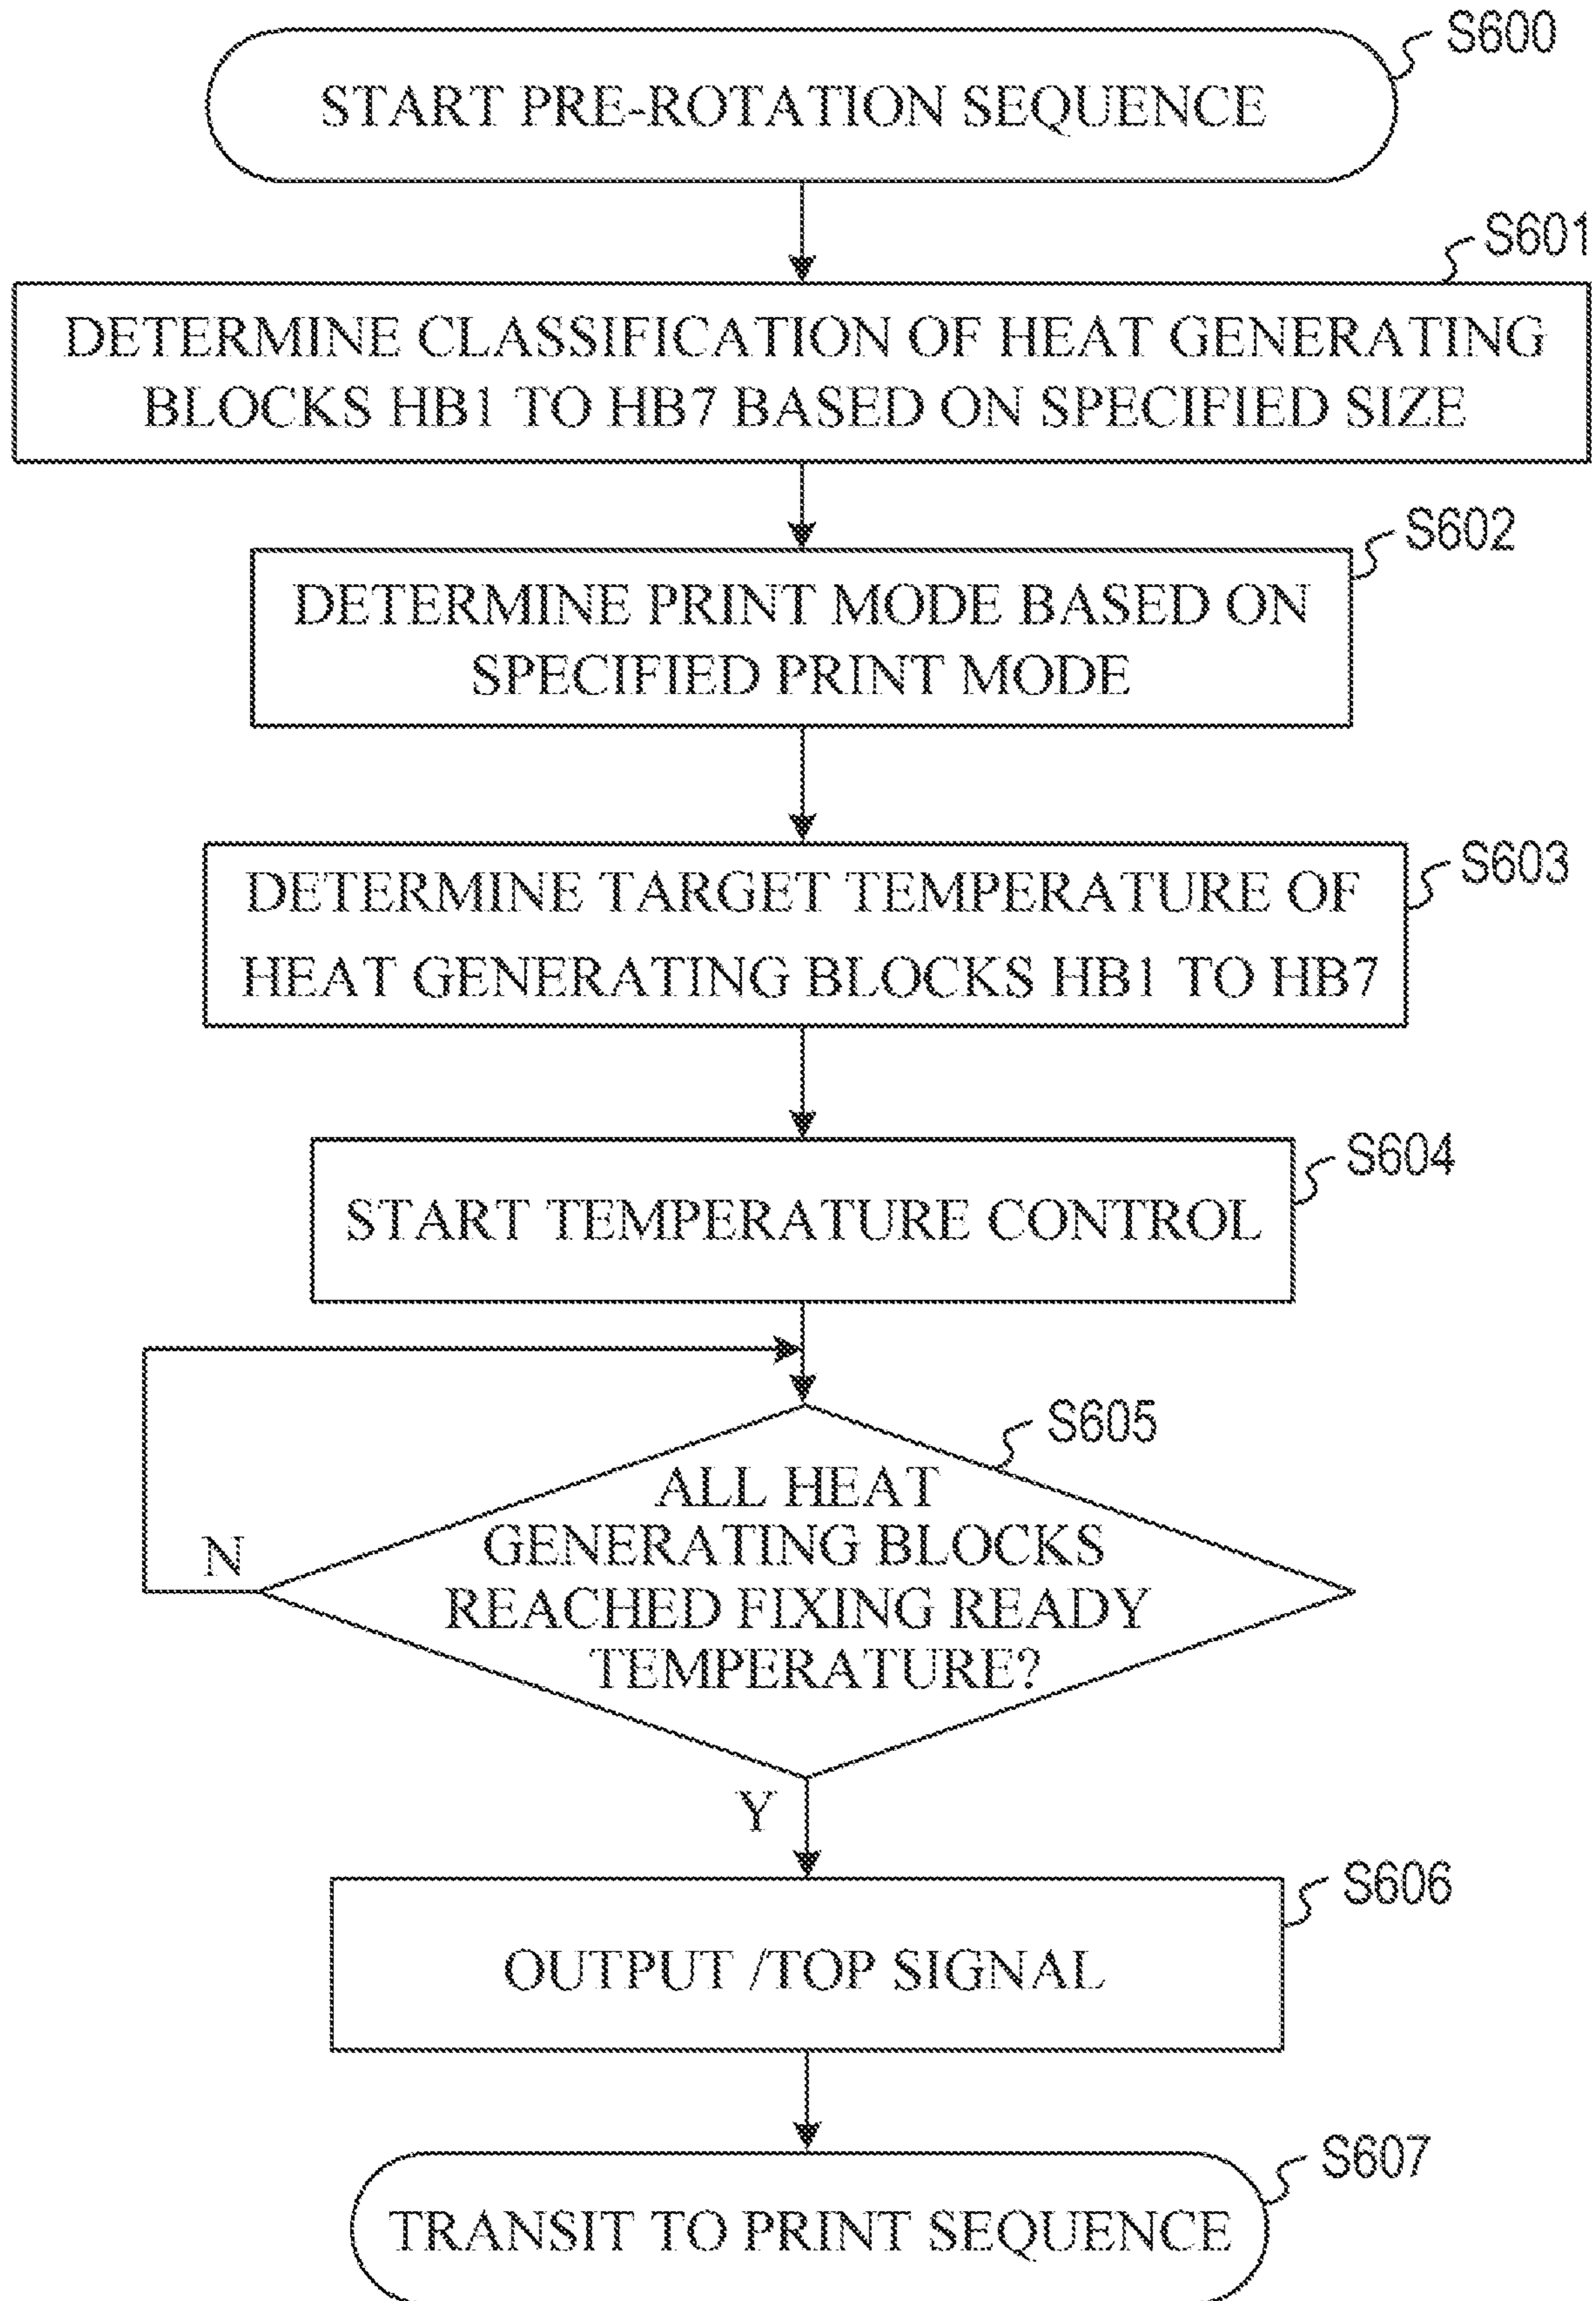 S600
START PRE-ROTATION SEQUENCE
S601
DETERMINE CLASSIFICATION OF HEAT GENERATING
BLOCKS HB1 TO HB7 BASED ON SPECIFIED SIZE
S602
DETERMINE PRINT MODE BASED ON
SPECIFIED PRINT MODE
S603
DETERMINE TARGET TEMPERATURE OF
HEAT GENERATING BLOCKS HB1 TO HB7
S604
START TEMPERATURE CONTROL
S605
ALL HEAT
GENERATING BLOCKS
REACHED FIXING READY
TEMPERATURE?
N
Y
S606
OUTPUT /TOP SIGNAL
S607
TRANSIT TO PRINT SEQUENCE